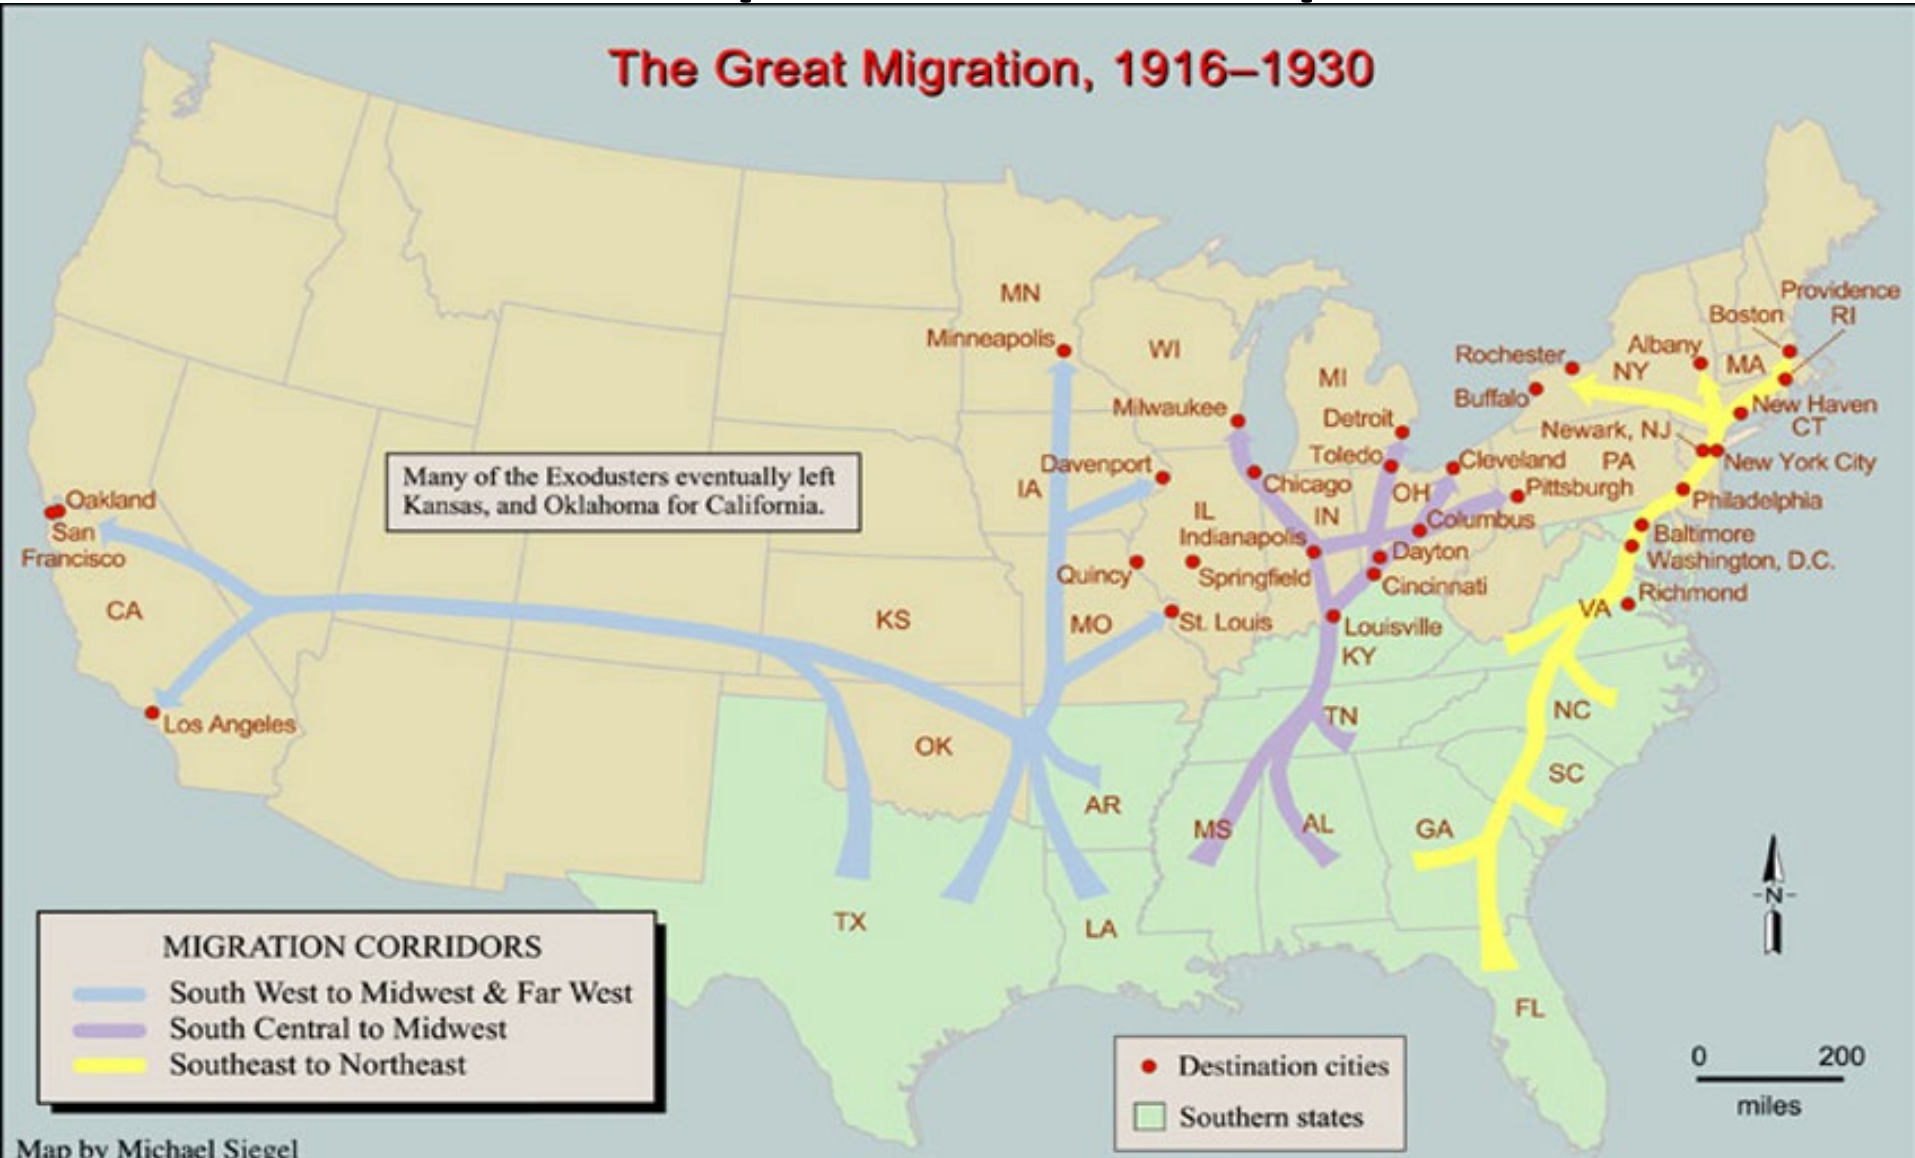 The Great Migration, 1916–1930
MN
Minneapolis
WI
MI
Milwaukee
Detroit
Toledo
Cleveland
Chicago
Davenport
IA
IL
IN
OH
Indianapolis
Columbus
Pittsburgh
PA
Dayton
Cincinnati
Quincy
Springfield
St. Louis
MO
Louisville
KY
Providence
RI
Boston
Albany
MA
Rochester
NY
Buffalo
New Haven
CT
Newark, NJ
New York City
Philadelphia
Baltimore
Washington, D.C.
Richmond
VA
Many of the Exodusters eventually left
Kansas, and Oklahoma for California.
Oakland
San
Francisco
CA
Los Angeles
KS
OK
TN
NC
SC
AR
MS
AL
GA
TX
LA
FL
N
MIGRATION CORRIDORS
South West to Midwest & Far West
South Central to Midwest
Southeast to Northeast
Destination cities
Southern states
0 200
miles
Map by Michael Siegel